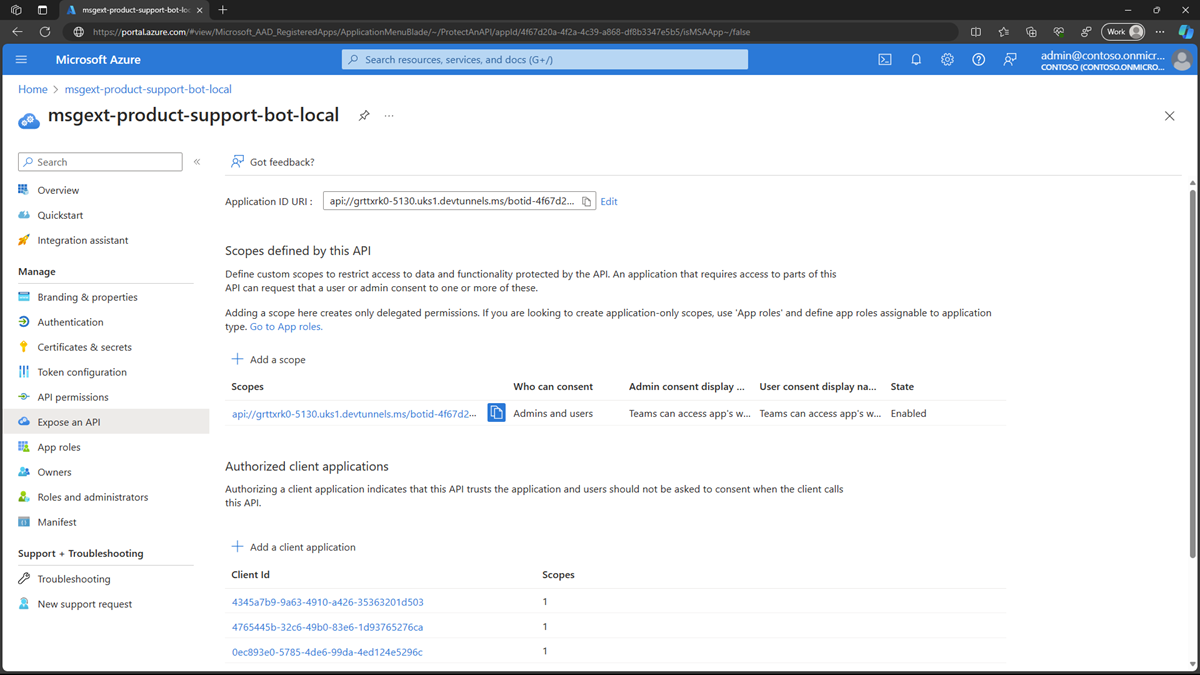 msgext-product-support-bot-loc
https://portal.azure.com/#view/Microsoft_AAD_RegisteredApps/ApplicationMenuBlade/~/ProtectAnAPI/appId/4f67d20a-4f2a-4c39-a868-df8b3347e5b5/isMSAApp~/false
Work
Microsoft Azure
Search resources, services, and docs (G+/)
admin@contoso.onmicr...
CONTOSO (CONTOSO.ONMICRO...
Home > msgext-product-support-bot-local
msgext-product-support-bot-local
Search
Overview
Quickstart
Integration assistant
Manage
Branding & properties
Authentication
Certificates & secrets
Token configuration
API permissions
Expose an API
App roles
Owners
Roles and administrators
Manifest
Support + Troubleshooting
Troubleshooting
New support request
Got feedback?
Application ID URI : api://grttxrk0-5130.uks1.devtunnels.ms/botid-4f67d2... Edit
Scopes defined by this API
Define custom scopes to restrict access to data and functionality protected by the API. An application that requires access to parts of this
API can request that a user or admin consent to one or more of these.
Adding a scope here creates only delegated permissions. If you are looking to create application-only scopes, use 'App roles' and define app roles assignable to application
type. Go to App roles.
Add a scope
Scopes Who can consent Admin consent display ... User consent display na... State
api://grttxrk0-5130.uks1.devtunnels.ms/botid-4f67d2... Admins and users Teams can access app's w... Teams can access app's w... Enabled
Authorized client applications
Authorizing a client application indicates that this API trusts the application and users should not be asked to consent when the client calls
this API.
Add a client application
Client Id Scopes
4345a7b9-9a63-4910-a426-35363201d503 1
4765445b-32c6-49b0-83e6-1d93765276ca 1
0ec893e0-5785-4de6-99da-4ed124e5296c 1